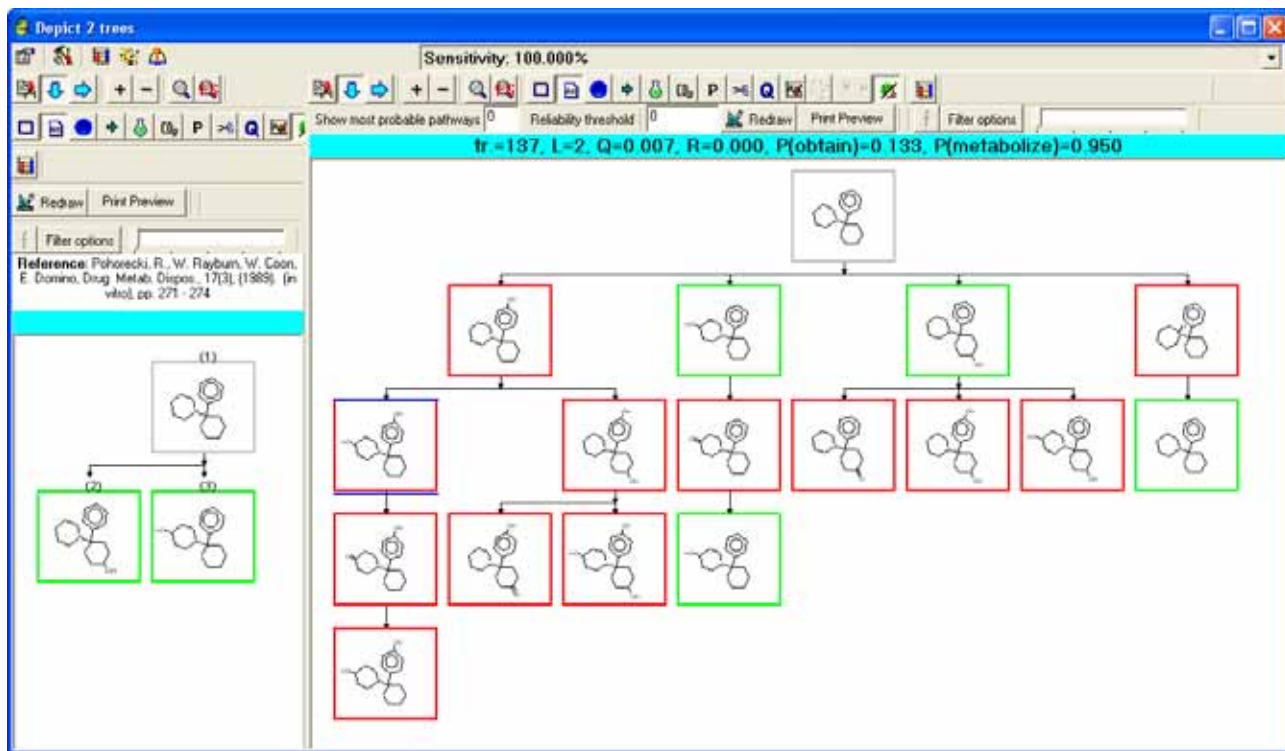 Depict 2 trees
Sensitivity: 100.000%
P Q
P Q
Show most probable pathways 0 Reliability threshold 0 Redraw Print Preview Filter options
tr.=137, L=2, Q=0.007, R=0.000, P(obtain)=0.133, P(metabolize)=0.950
Redraw Print Preview
Filter options
Reference: Pohorecki, R., W. Rayburn, W. Coon,
E. Domino, Drug. Metab. Dispos., 17(3), (1989). (in
vitro), pp. 271 - 274
(1)
(2) (3)